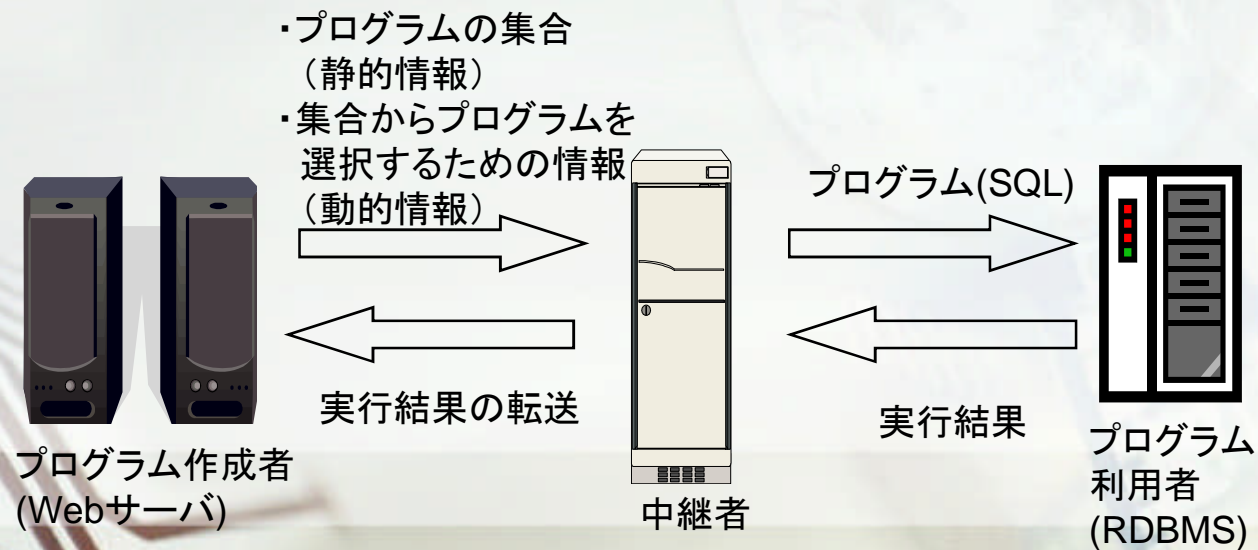 ・プログラムの集合
（静的情報）
・集合からプログラムを
選択するための情報
（動的情報）
プログラム(SQL)
実行結果の転送
実行結果
プログラム作成者
(Webサーバ)
中継者
プログラム
利用者
(RDBMS)